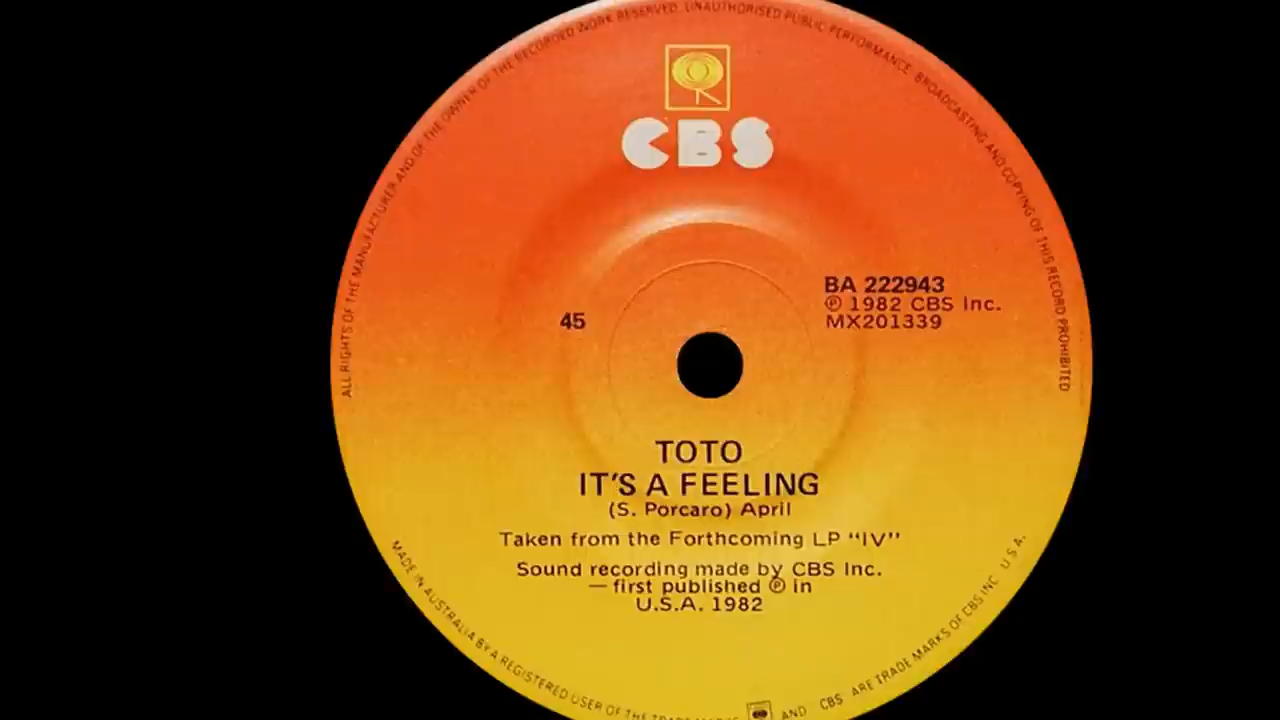 ALL RIGHTS OF THE MANUFACTURER AND OF THE OWNER OF THE RECORDED WORK RESERVED. UNAUTHORISED PUBLIC PERFORMANCE, BROADCASTING AND COPYING OF THIS RECORD PROHIBITED
CBS
BA 222943
℗ 1982 CBS Inc.
45
MX201339
TOTO
IT'S A FEELING
(S. Porcaro) April
Taken from the Forthcoming LP "IV"
Sound recording made by CBS Inc.
— first published ℗ in
U.S.A. 1982
MADE IN AUSTRALIA BY A REGISTERED USER OF THE TRADE MARKS AND CBS ARE TRADE MARKS OF CBS INC U.S.A.